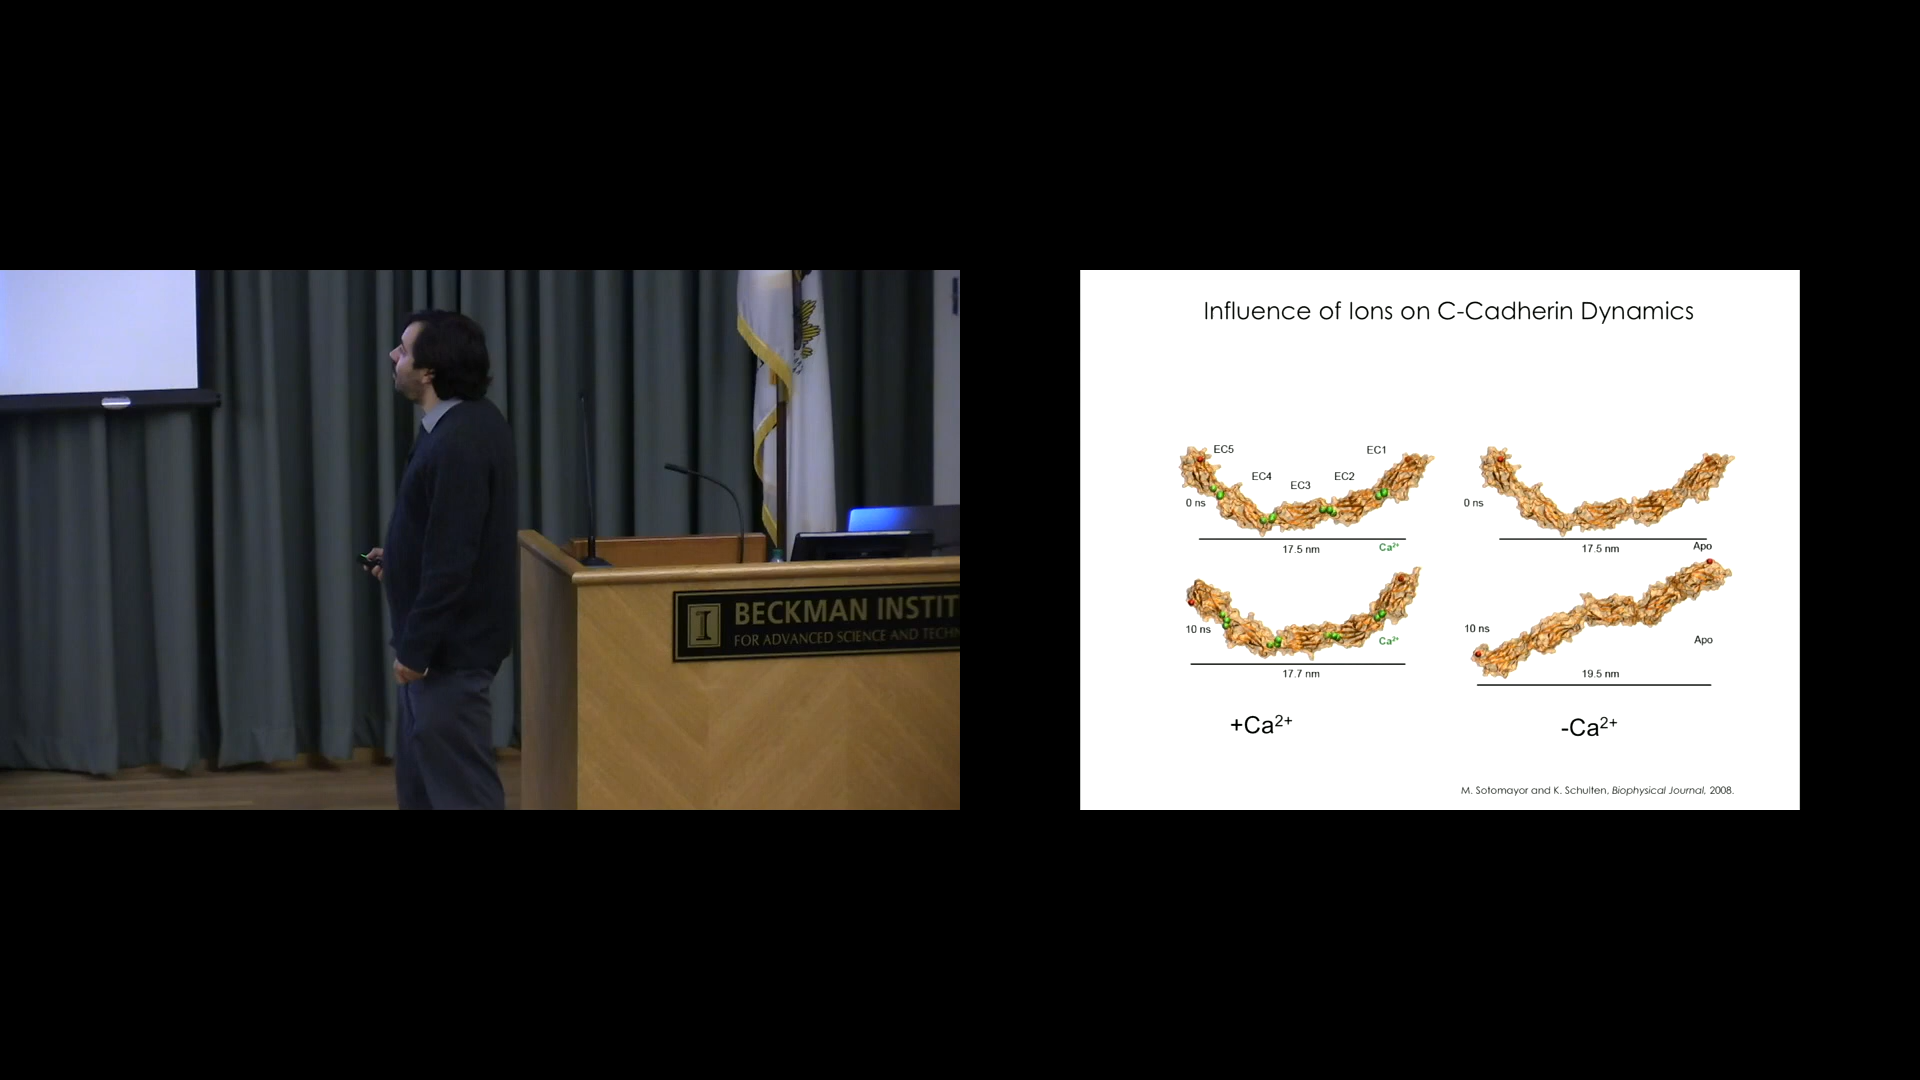 BECKMAN INSTIT
FOR ADVANCED SCIENCE AND TECHN
Influence of Ions on C-Cadherin Dynamics
EC5
EC4
EC3
EC2
EC1
0 ns
17.5 nm
Ca²⁺
0 ns
17.5 nm
Apo
10 ns
17.7 nm
Ca²⁺
10 ns
19.5 nm
Apo
+Ca²⁺
-Ca²⁺
M. Sotomayor and K. Schulten, Biophysical Journal, 2008.